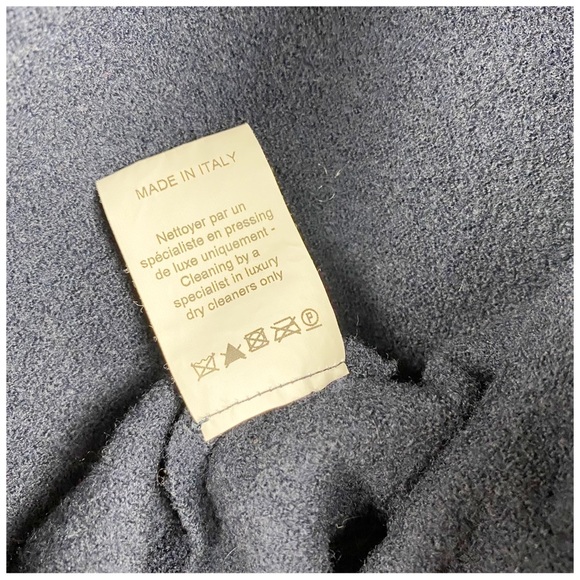 MADE IN ITALY
Nettoyer par un
spécialiste en pressing
de luxe uniquement -
Cleaning by a
specialist in luxury
dry cleaners only
P